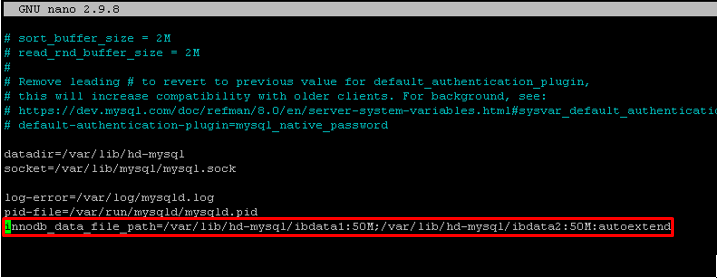 GNU nano 2.9.8
# sort_buffer_size = 2M
# read_rnd_buffer_size = 2M
#
# Remove leading # to revert to previous value for default_authentication_plugin,
# this will increase compatibility with older clients. For background, see:
# https://dev.mysql.com/doc/refman/8.0/en/server-system-variables.html#sysvar_default_authenticatio
# default-authentication-plugin=mysql_native_password
datadir=/var/lib/hd-mysql
socket=/var/lib/mysql/mysql.sock
log-error=/var/log/mysqld.log
pid-file=/var/run/mysqld/mysqld.pid
innodb_data_file_path=/var/lib/hd-mysql/ibdata1:50M;/var/lib/hd-mysql/ibdata2:50M:autoextend